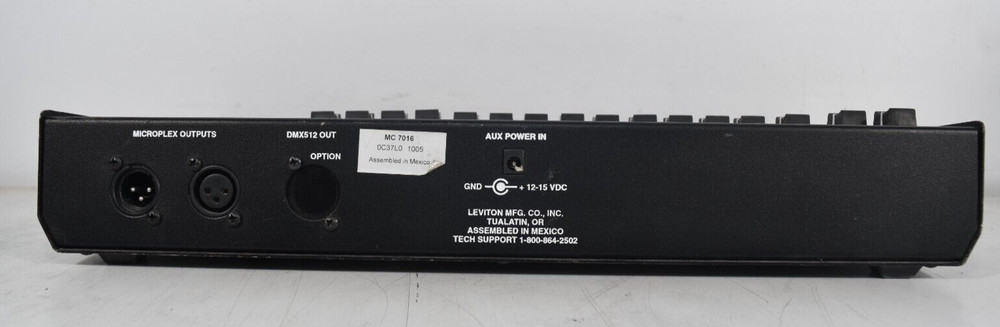 MICROPLEX OUTPUTS
DMX512 OUT
OPTION
MC 7016
0C37L0 1005
Assembled in Mexico
AUX POWER IN
GND + 12-15 VDC
LEVITON MFG. CO., INC.
TUALATIN, OR
ASSEMBLED IN MEXICO
TECH SUPPORT 1-800-864-2502